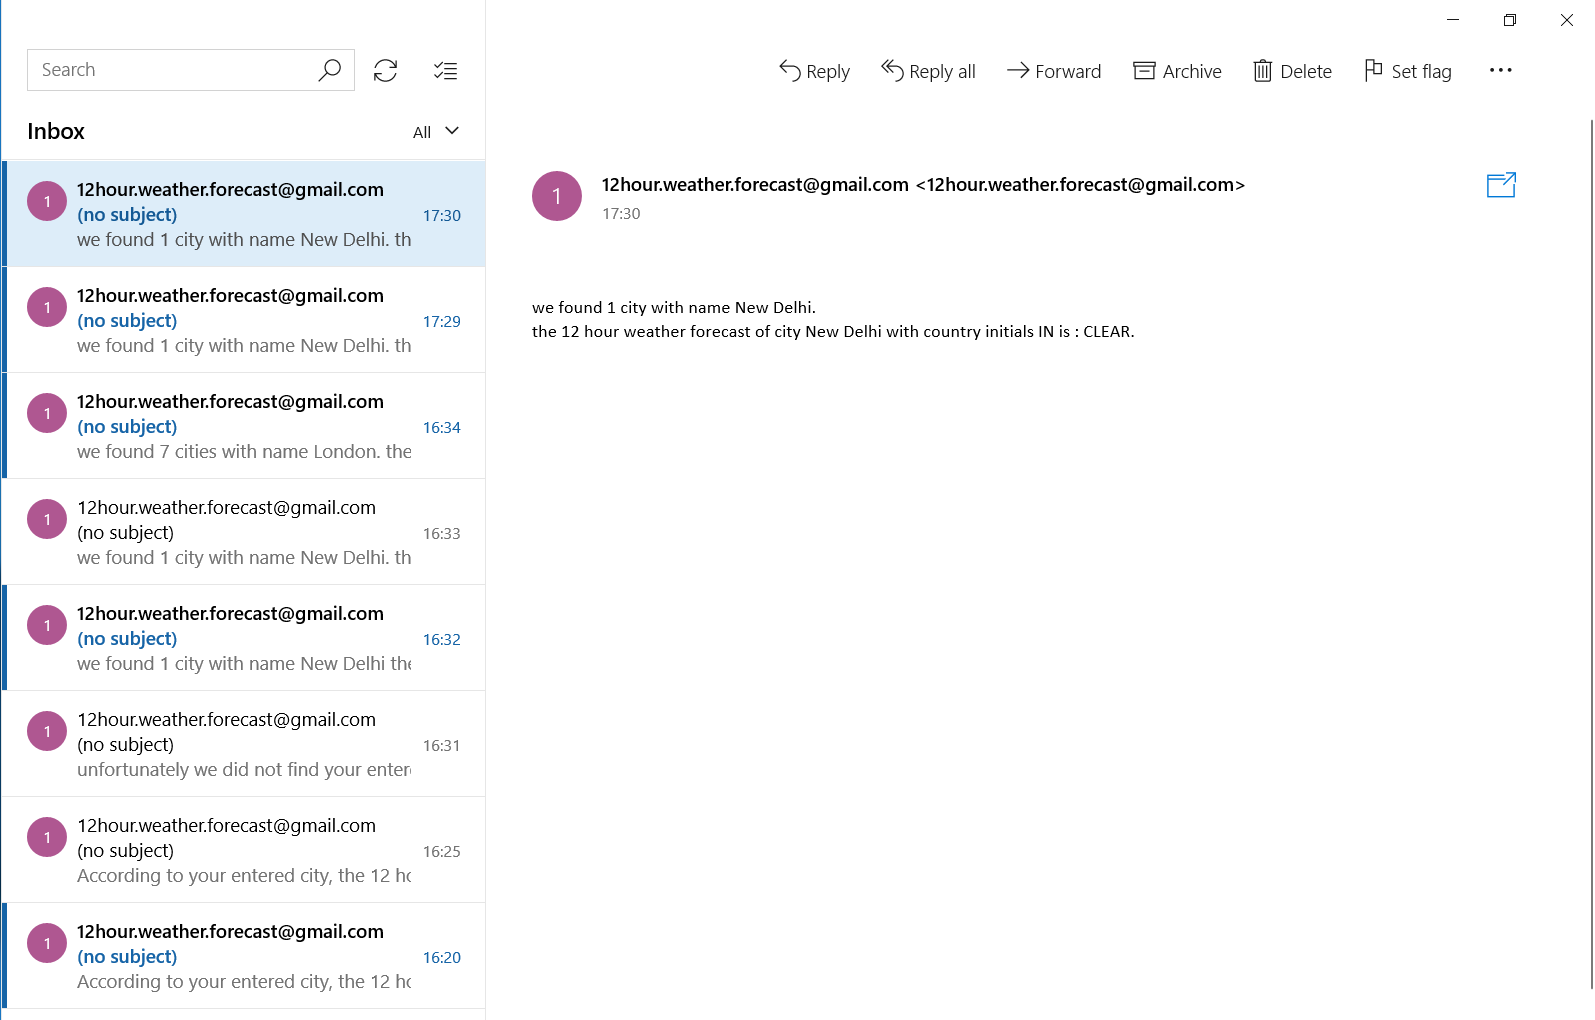 Search
Inbox
All
1
12hour.weather.forecast@gmail.com
(no subject)
17:30
we found 1 city with name New Delhi. th
1
12hour.weather.forecast@gmail.com
(no subject)
17:29
we found 1 city with name New Delhi. th
1
12hour.weather.forecast@gmail.com
(no subject)
16:34
we found 7 cities with name London. the
1
12hour.weather.forecast@gmail.com
(no subject)
16:33
we found 1 city with name New Delhi. th
1
12hour.weather.forecast@gmail.com
(no subject)
16:32
we found 1 city with name New Delhi the
1
12hour.weather.forecast@gmail.com
(no subject)
16:31
unfortunately we did not find your enter
1
12hour.weather.forecast@gmail.com
(no subject)
16:25
According to your entered city, the 12 ho
1
12hour.weather.forecast@gmail.com
(no subject)
16:20
According to your entered city, the 12 ho
Reply
Reply all
Forward
Archive
Delete
Set flag
1
12hour.weather.forecast@gmail.com <12hour.weather.forecast@gmail.com>
17:30
we found 1 city with name New Delhi.
the 12 hour weather forecast of city New Delhi with country initials IN is : CLEAR.